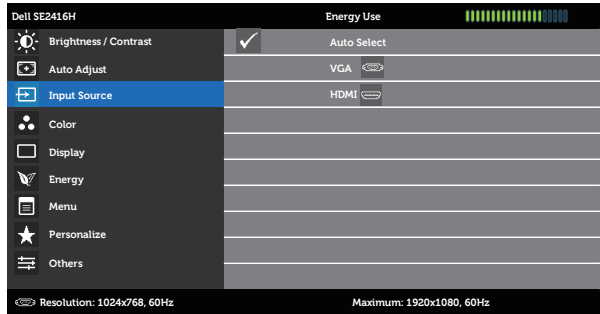 Dell SE2416H Energy Use
Brightness / Contrast Auto Select
Auto Adjust VGA
Input Source HDMI
Color
Display
Energy
Menu
Personalize
Others
Resolution: 1024x768, 60Hz Maximum: 1920x1080, 60Hz